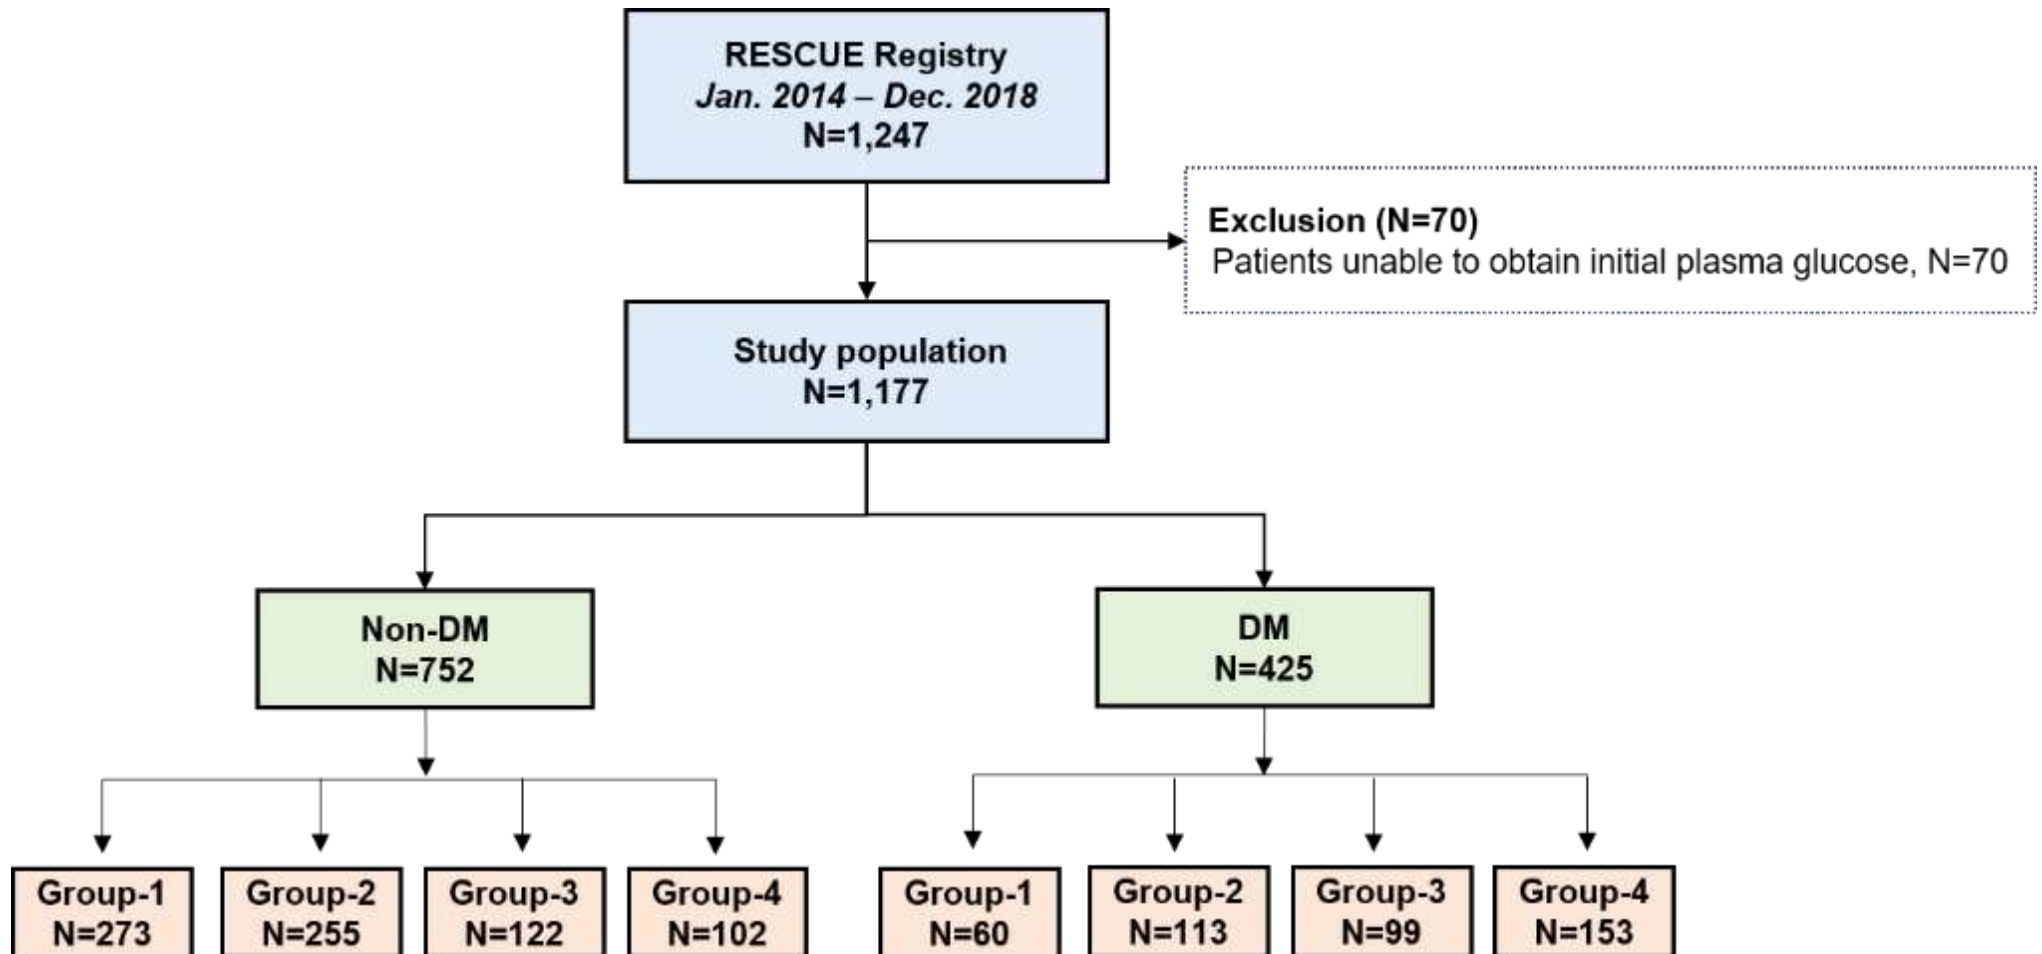 RESCUE Registry
Jan. 2014 – Dec. 2018
N=1,247
Exclusion (N=70)
Patients unable to obtain initial plasma glucose, N=70
Study population
N=1,177
Non-DM
N=752
DM
N=425
Group-1
N=273
Group-2
N=255
Group-3
N=122
Group-4
N=102
Group-1
N=60
Group-2
N=113
Group-3
N=99
Group-4
N=153